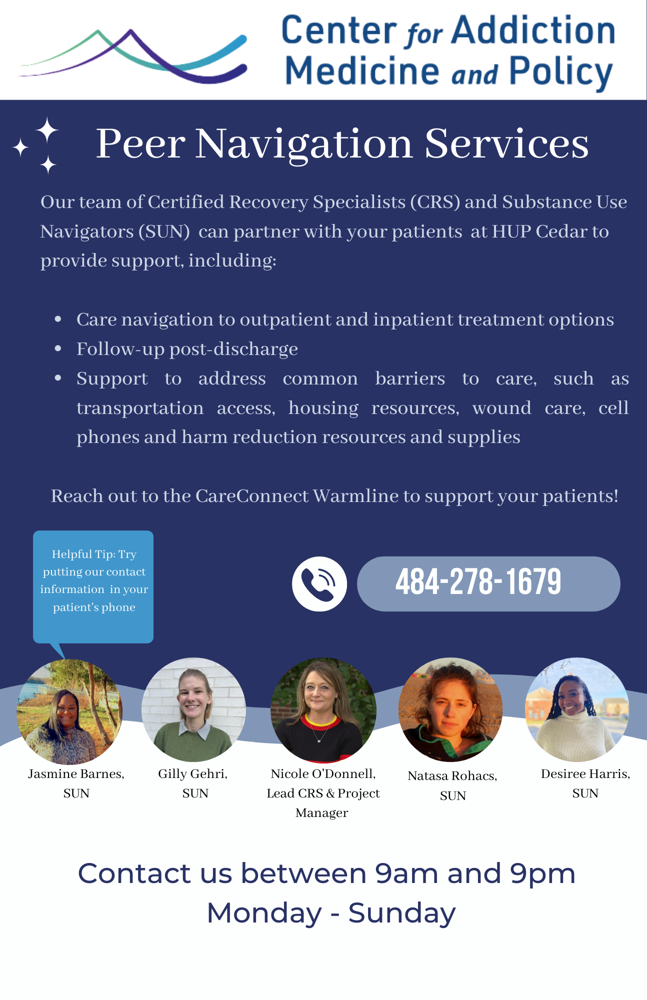 Center for Addiction
Medicine and Policy
Peer Navigation Services
Our team of Certified Recovery Specialists (CRS) and Substance Use
Navigators (SUN) can partner with your patients at HUP Cedar to
provide support, including:
• Care navigation to outpatient and inpatient treatment options
• Follow-up post-discharge
• Support to address common barriers to care, such as
transportation access, housing resources, wound care, cell
phones and harm reduction resources and supplies
Reach out to the CareConnect Warmline to support your patients!
Helpful Tip: Try
putting our contact
information in your
patient's phone
484-278-1679
Jasmine Barnes,
SUN
Gilly Gehri,
SUN
Nicole O'Donnell,
Lead CRS & Project
Manager
Natasa Rohacs,
SUN
Desiree Harris,
SUN
Contact us between 9am and 9pm
Monday - Sunday